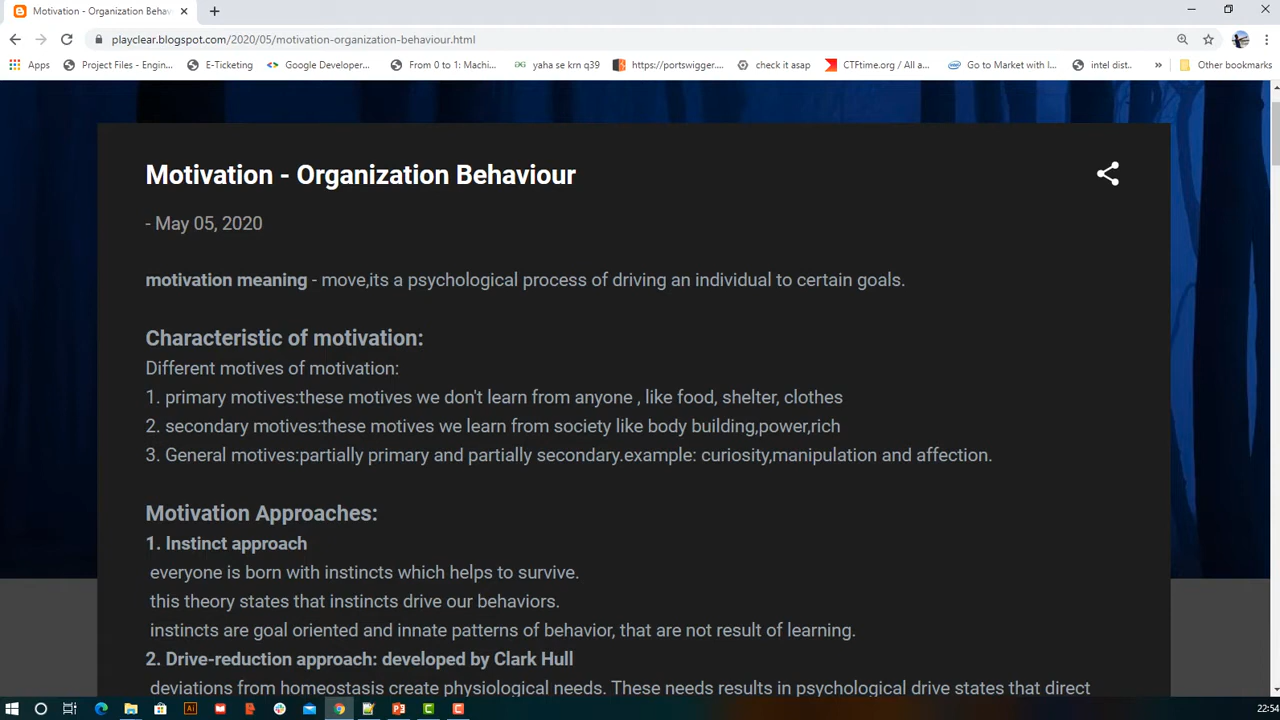 Motivation - Organization Behav
playclear.blogspot.com/2020/05/motivation-organization-behaviour.html
Apps Project Files - Engin... E-Ticketing Google Developer... From 0 to 1: Machi... yaha se krn q39 https://portswigger.... check it asap CTFtime.org / All a... Go to Market with I... intel dist.. » Other bookmarks
Motivation - Organization Behaviour
- May 05, 2020
motivation meaning - move,its a psychological process of driving an individual to certain goals.
Characteristic of motivation:
Different motives of motivation:
1. primary motives:these motives we don't learn from anyone , like food, shelter, clothes
2. secondary motives:these motives we learn from society like body building,power,rich
3. General motives:partially primary and partially secondary.example: curiosity,manipulation and affection.
Motivation Approaches:
1. Instinct approach
everyone is born with instincts which helps to survive.
this theory states that instincts drive our behaviors.
instincts are goal oriented and innate patterns of behavior, that are not result of learning.
2. Drive-reduction approach: developed by Clark Hull
deviations from homeostasis create physiological needs. These needs results in psychological drive states that direct
22:54